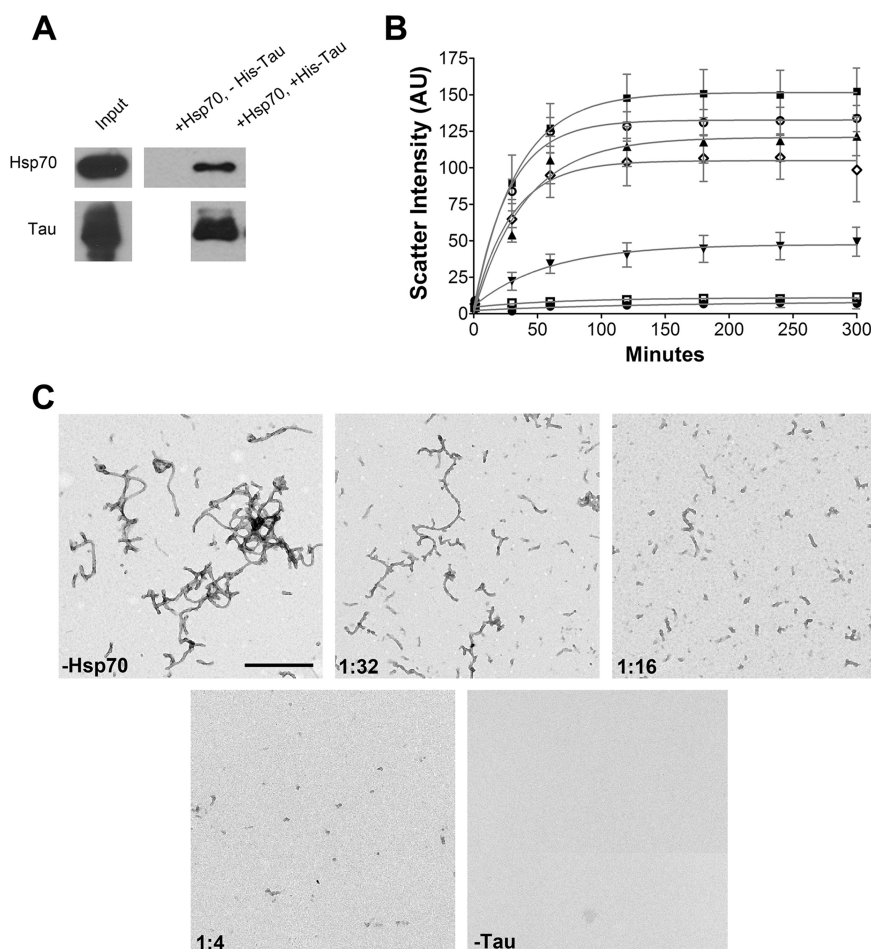 A
Input
+Hsp70, - His-Tau
+Hsp70, +His-Tau
Hsp70
Tau
B
Scatter Intensity (AU)
175
150
125
100
75
50
25
0
0 50 100 150 200 250 300
Minutes
C
-Hsp70
1:32
1:16
1:4
-Tau